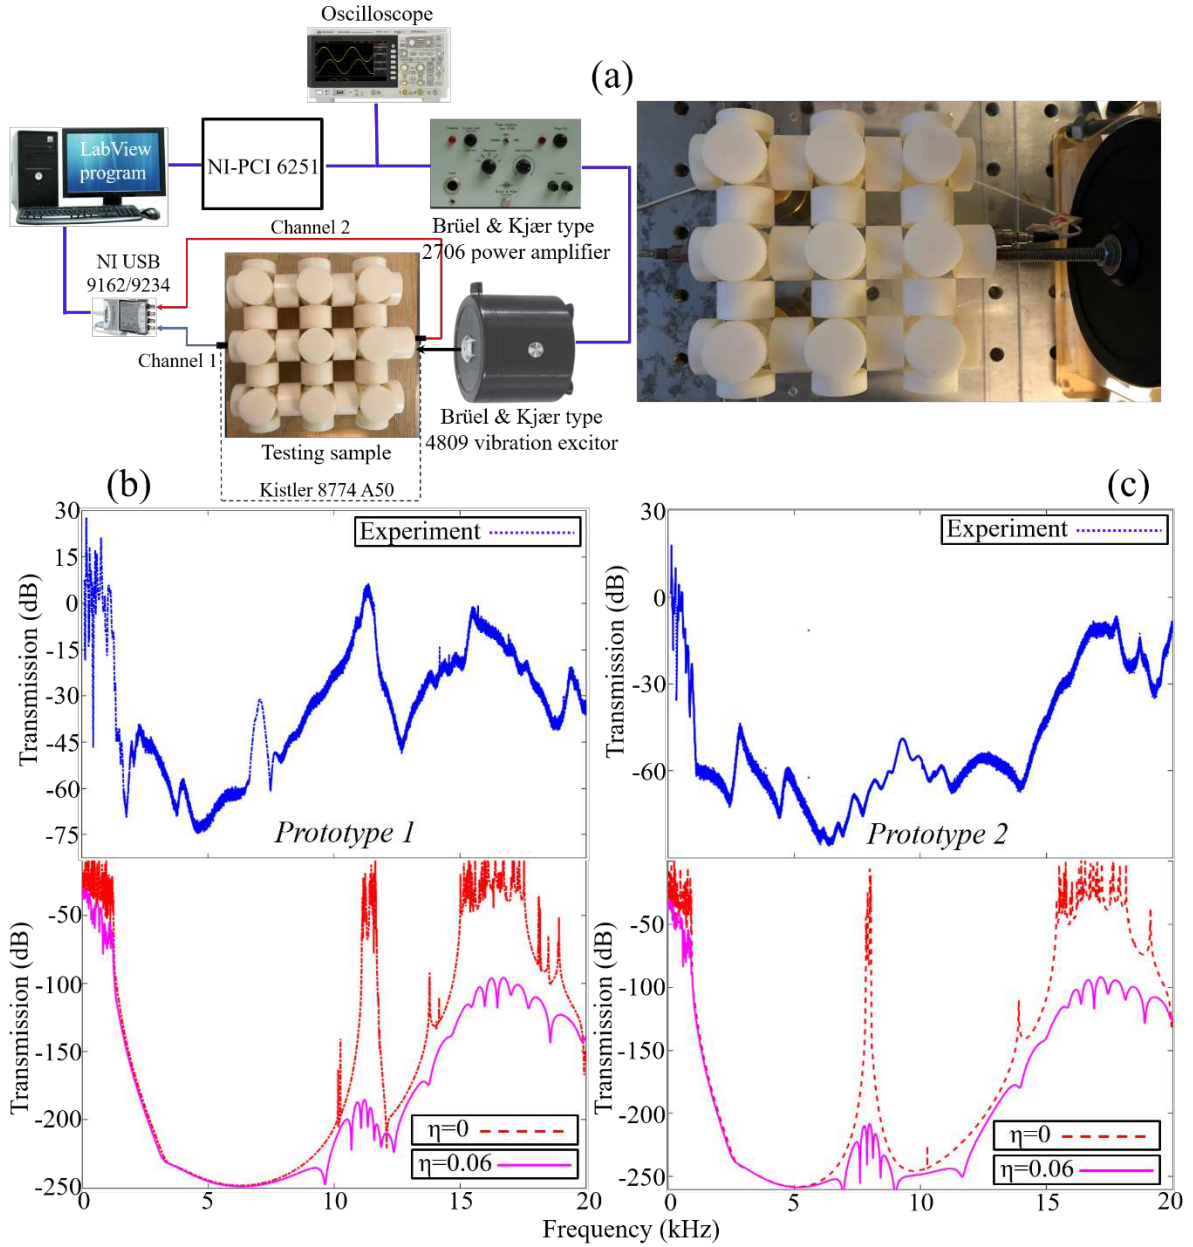 Oscilloscope
(a)
LabView
program
NI-PCI 6251
Brüel & Kjær type
2706 power amplifier
Channel 2
NI USB
9162/9234
Channel 1
Brüel & Kjær type
4809 vibration excitor
Testing sample
Kistler 8774 A50
(b)
30
15
0
-15
-30
-45
-60
-75
Transmission (dB)
Experiment
Prototype 1
-50
-100
-150
-200
-250
Transmission (dB)
η=0
η=0.06
0
5
10
15
20
(c)
30
0
-30
-60
Transmission (dB)
Experiment
Prototype 2
-50
-100
-150
-200
-250
Transmission (dB)
η=0
η=0.06
0
5
10
15
20
Frequency (kHz)